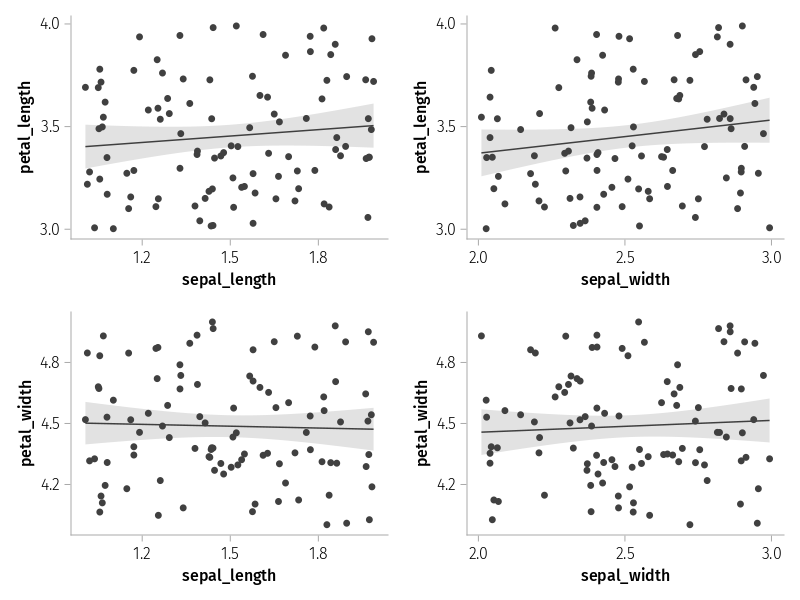 4.0
3.5
3.0
petal_length
1.2 1.5 1.8
sepal_length
4.0
3.5
3.0
petal_length
2.0 2.5 3.0
sepal_width
4.8
4.5
4.2
petal_width
1.2 1.5 1.8
sepal_length
4.8
4.5
4.2
petal_width
2.0 2.5 3.0
sepal_width